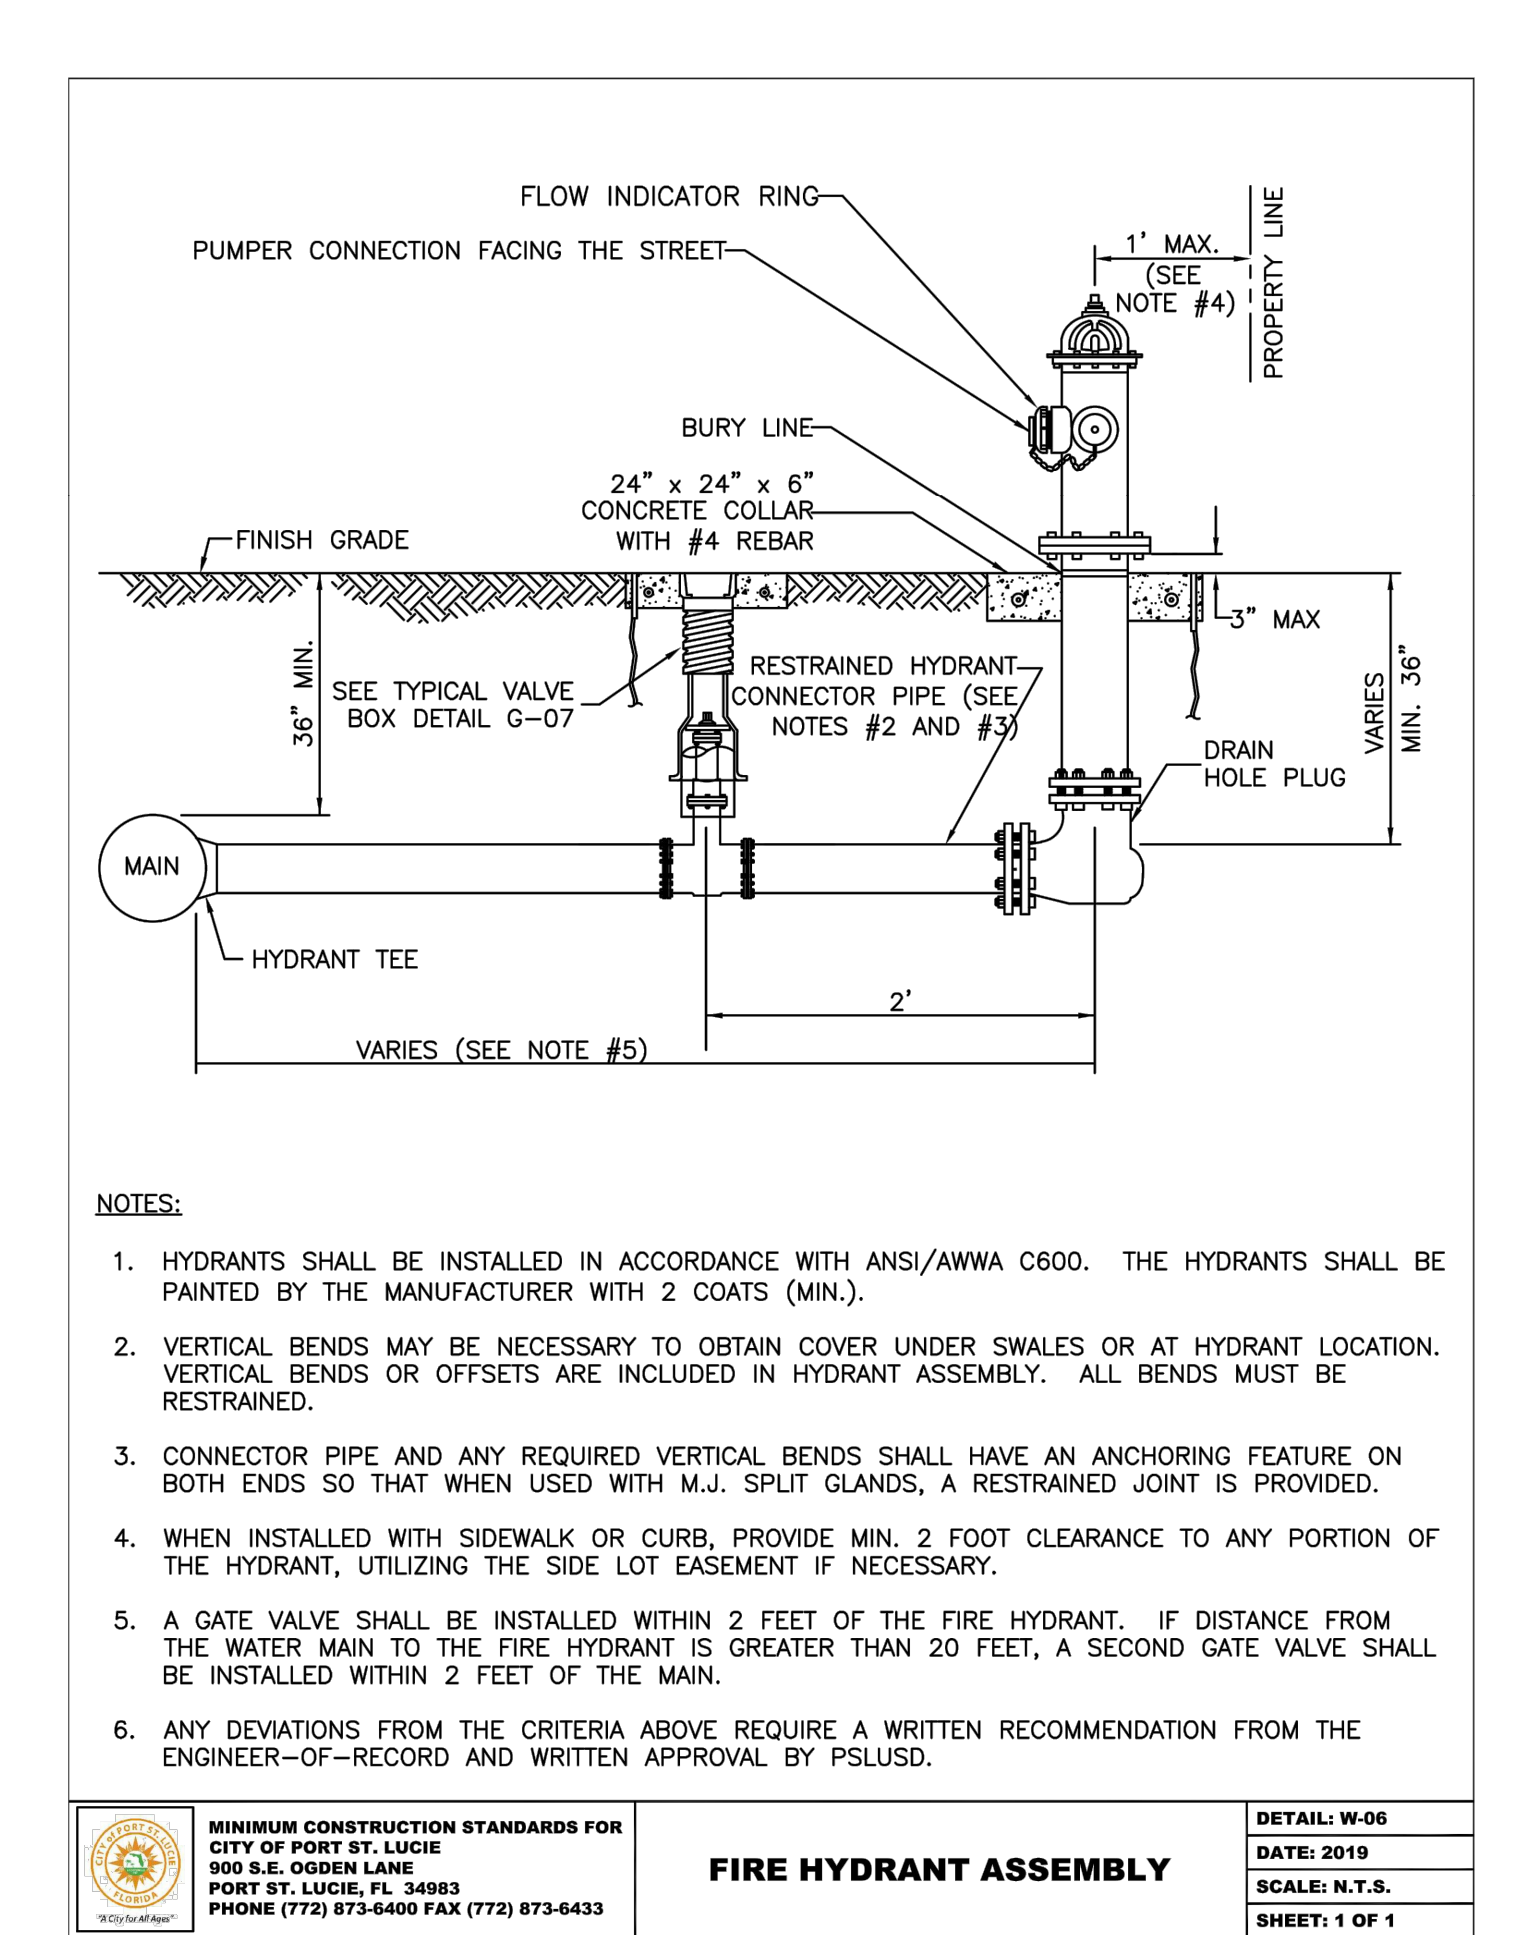 FLOW INDICATOR RING
PUMPER CONNECTION FACING THE STREET
1' MAX.
(SEE
NOTE #4)
PROPERTY LINE
BURY LINE
24" x 24" x 6"
CONCRETE COLLAR
WITH #4 REBAR
FINISH GRADE
3" MAX
36" MIN.
SEE TYPICAL VALVE
BOX DETAIL G-07
RESTRAINED HYDRANT
CONNECTOR PIPE (SEE
NOTES #2 AND #3)
VARIES
MIN. 36"
DRAIN
HOLE PLUG
MAIN
HYDRANT TEE
2'
VARIES (SEE NOTE #5)
NOTES:
1. HYDRANTS SHALL BE INSTALLED IN ACCORDANCE WITH ANSI/AWWA C600. THE HYDRANTS SHALL BE
PAINTED BY THE MANUFACTURER WITH 2 COATS (MIN.).
2. VERTICAL BENDS MAY BE NECESSARY TO OBTAIN COVER UNDER SWALES OR AT HYDRANT LOCATION.
VERTICAL BENDS OR OFFSETS ARE INCLUDED IN HYDRANT ASSEMBLY. ALL BENDS MUST BE
RESTRAINED.
3. CONNECTOR PIPE AND ANY REQUIRED VERTICAL BENDS SHALL HAVE AN ANCHORING FEATURE ON
BOTH ENDS SO THAT WHEN USED WITH M.J. SPLIT GLANDS, A RESTRAINED JOINT IS PROVIDED.
4. WHEN INSTALLED WITH SIDEWALK OR CURB, PROVIDE MIN. 2 FOOT CLEARANCE TO ANY PORTION OF
THE HYDRANT, UTILIZING THE SIDE LOT EASEMENT IF NECESSARY.
5. A GATE VALVE SHALL BE INSTALLED WITHIN 2 FEET OF THE FIRE HYDRANT. IF DISTANCE FROM
THE WATER MAIN TO THE FIRE HYDRANT IS GREATER THAN 20 FEET, A SECOND GATE VALVE SHALL
BE INSTALLED WITHIN 2 FEET OF THE MAIN.
6. ANY DEVIATIONS FROM THE CRITERIA ABOVE REQUIRE A WRITTEN RECOMMENDATION FROM THE
ENGINEER-OF-RECORD AND WRITTEN APPROVAL BY PSLUSD.
CITY of PORT ST. LUCIE
FLORIDA
"A City for All Ages"
MINIMUM CONSTRUCTION STANDARDS FOR
CITY OF PORT ST. LUCIE
900 S.E. OGDEN LANE
PORT ST. LUCIE, FL 34983
PHONE (772) 873-6400 FAX (772) 873-6433
FIRE HYDRANT ASSEMBLY
DETAIL: W-06
DATE: 2019
SCALE: N.T.S.
SHEET: 1 OF 1